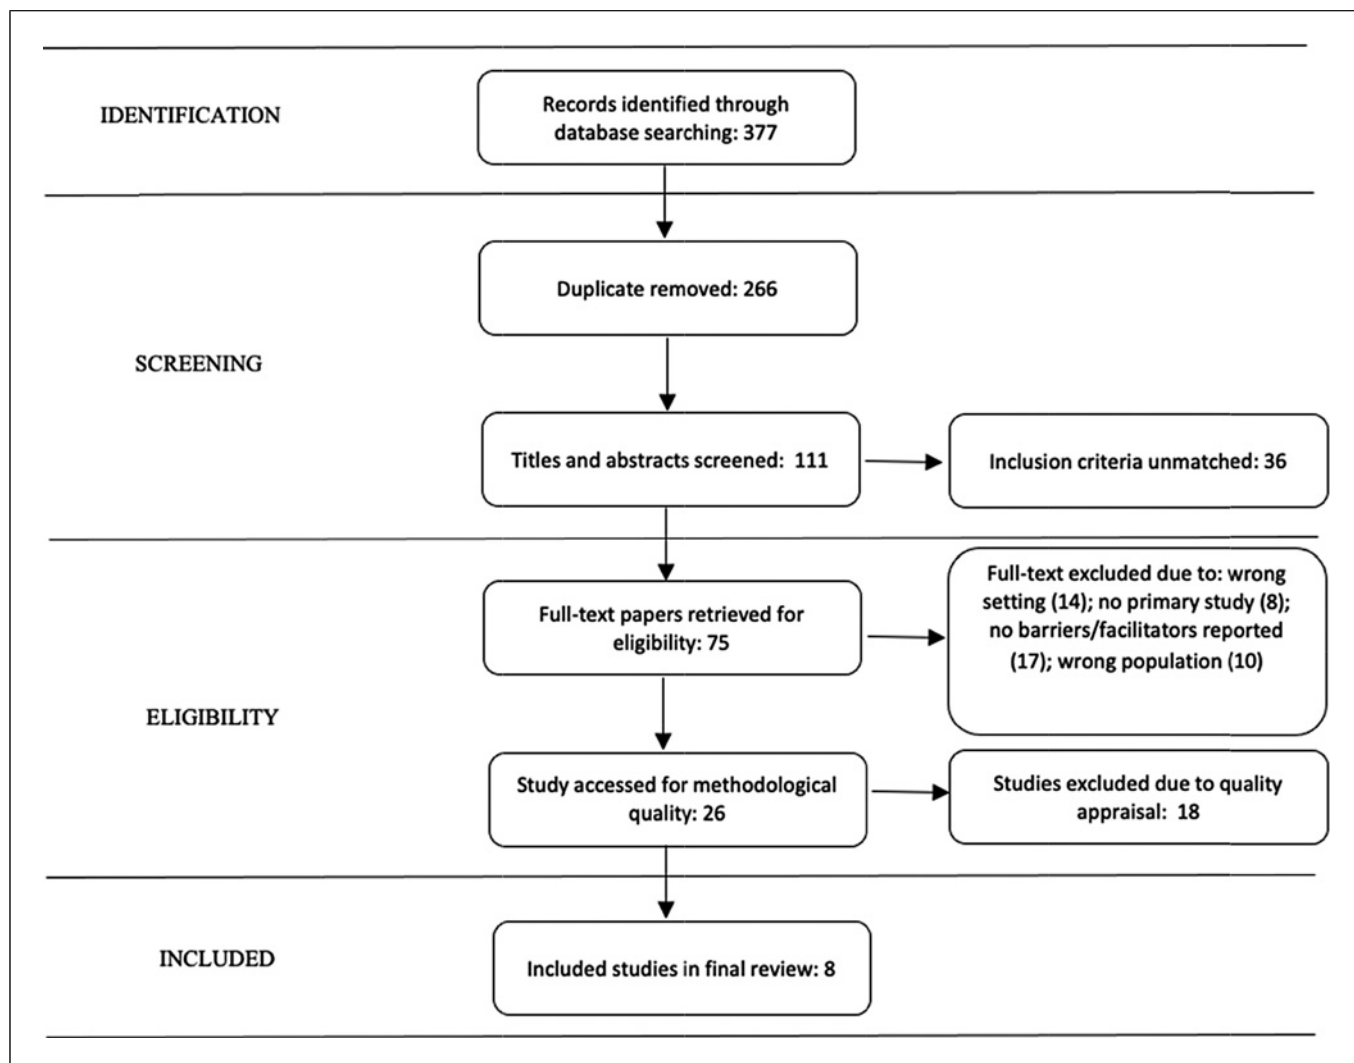 IDENTIFICATION
Records identified through
database searching: 377
SCREENING
Duplicate removed: 266
Titles and abstracts screened: 111
Inclusion criteria unmatched: 36
ELIGIBILITY
Full-text papers retrieved for
eligibility: 75
Full-text excluded due to: wrong
setting (14); no primary study (8);
no barriers/facilitators reported
(17); wrong population (10)
Study accessed for methodological
quality: 26
Studies excluded due to quality
appraisal: 18
INCLUDED
Included studies in final review: 8